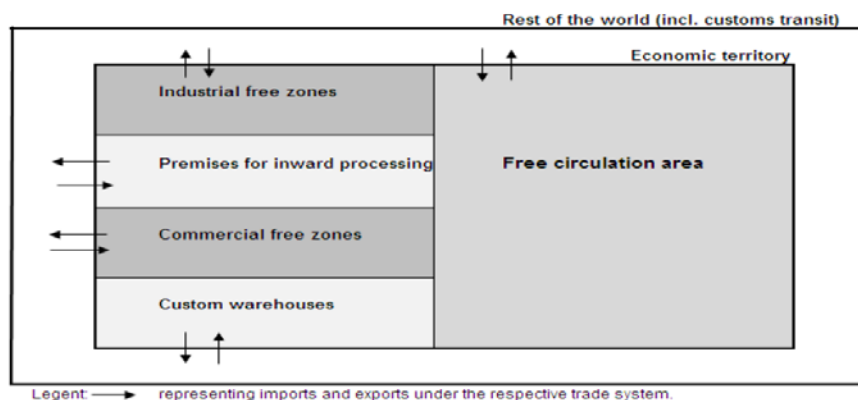 Rest of the world (incl. customs transit)
Economic territory
Industrial free zones
Premises for inward processing
Free circulation area
Commercial free zones
Custom warehouses
Legent: representing imports and exports under the respective trade system.